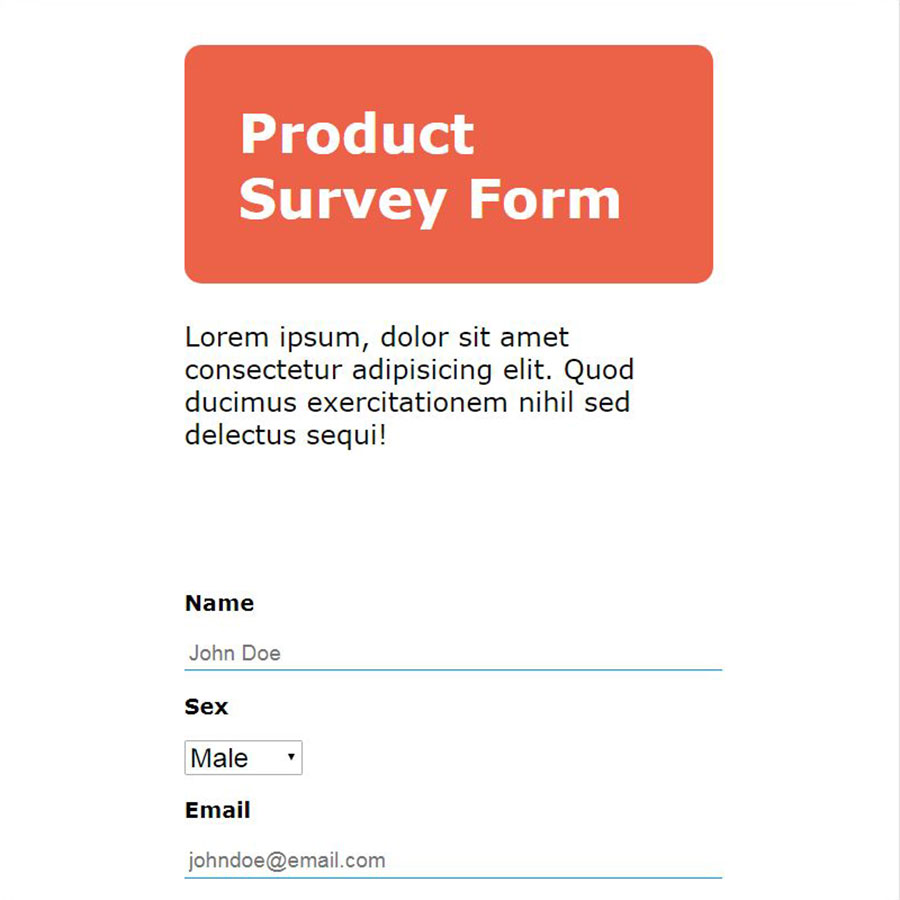 Product
Survey Form
Lorem ipsum, dolor sit amet
consectetur adipisicing elit. Quod
ducimus exercitationem nihil sed
delectus sequi!
Name
John Doe
Sex
Male
Email
johndoe@email.com